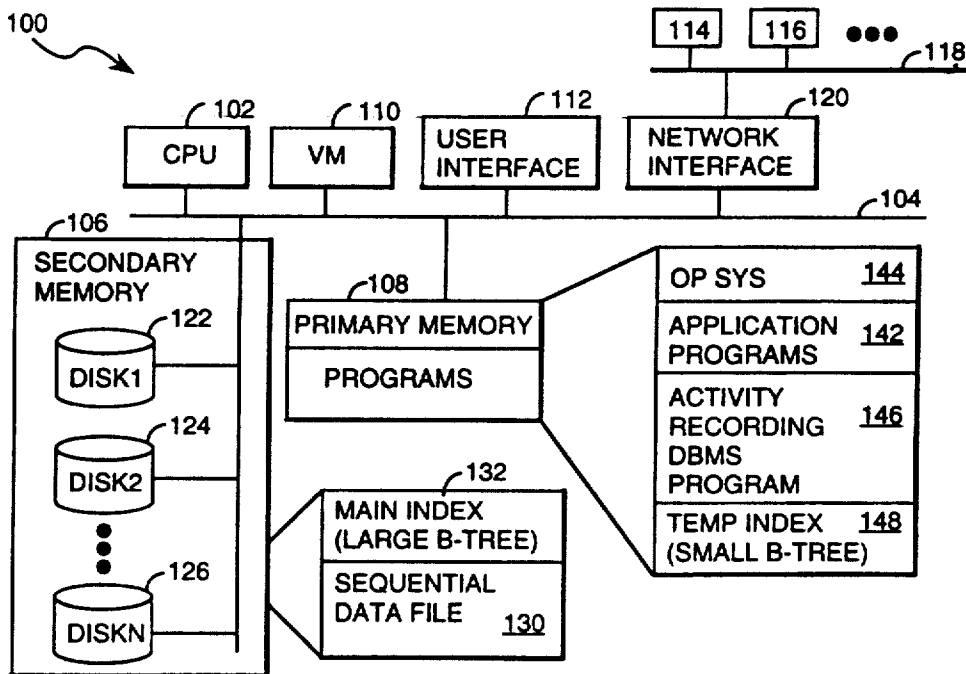 100
114
116
118
102
110
112
120
CPU
VM
USER
INTERFACE
NETWORK
INTERFACE
104
106
SECONDARY
MEMORY
122
DISK1
124
DISK2
126
DISKN
108
PRIMARY MEMORY
PROGRAMS
132
MAIN INDEX
(LARGE B-TREE)
SEQUENTIAL
DATA FILE
130
OP SYS
144
APPLICATION
PROGRAMS
142
ACTIVITY
RECORDING
DBMS
PROGRAM
146
TEMP INDEX
(SMALL B-TREE)
148